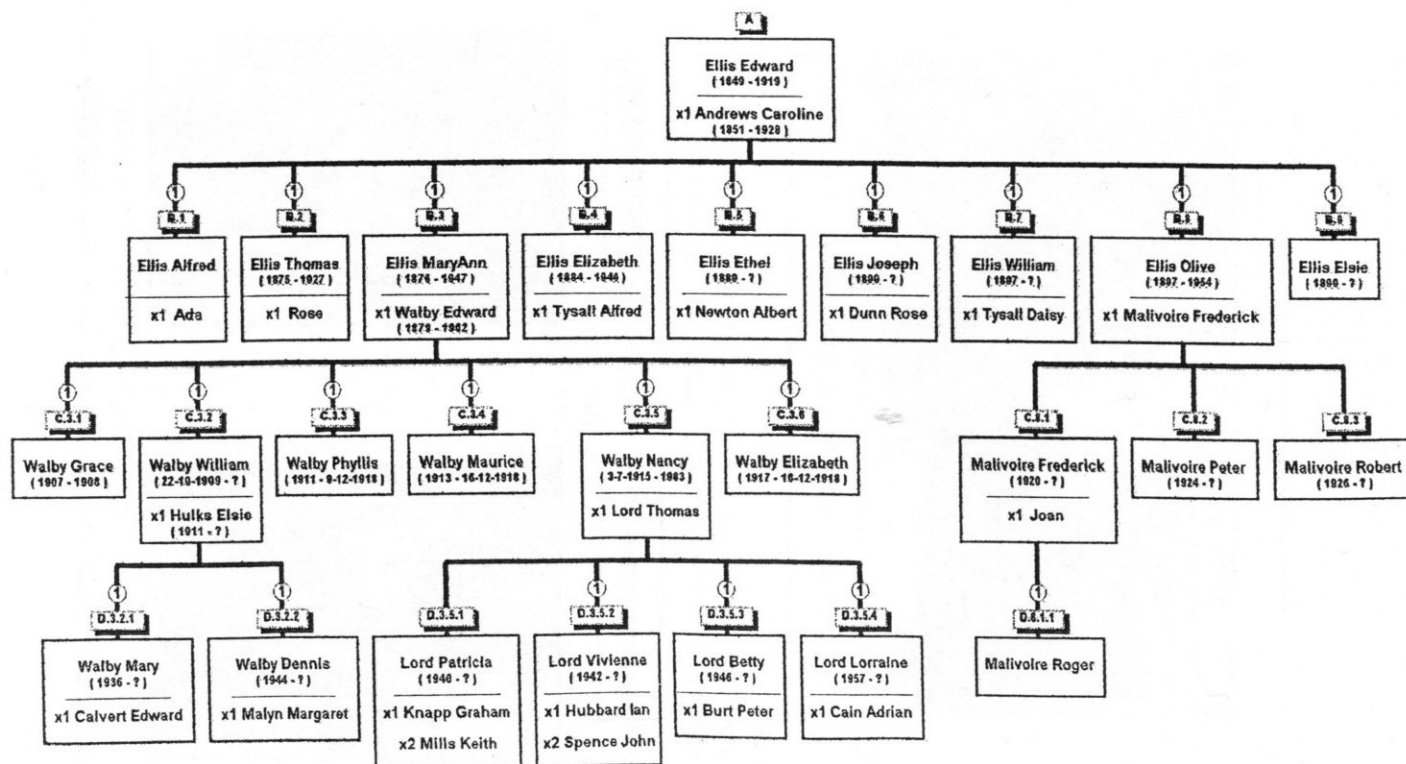 A
Ellis Edward
( 1849 - 1919 )
x1 Andrews Caroline
( 1851 - 1928 )
1
1
1
1
1
1
1
1
1
B.1
B.2
B.3
B.4
B.5
B.6
B.7
B.8
B.9
Ellis Alfred
x1 Ada
Ellis Thomas
( 1875 - 1927 )
x1 Rose
Ellis MaryAnn
( 1876 - 1947 )
x1 Walby Edward
Ellis Elizabeth
x1 Tysall Alfred
Ellis Ethel
x1 Newton Albert
Ellis Joseph
x1 Dunn Rose
Ellis William
x1 Tysall Daisy
Ellis Olive
( 1897 - 1954 )
x1 Malivoire Frederick
Ellis Elsie
1
1
1
1
1
1
1
1
1
C.3.1
C.3.2
C.3.3
C.3.4
C.3.5
C.3.6
C.8.1
C.8.2
C.8.3
Walby Grace
( 1907 - 1908 )
Walby William
( 22-10-1909 - ? )
x1 Hulks Elsie
( 1911 - ? )
Walby Phyllis
( 1911 - 9-12-1918 )
Walby Maurice
( 1913 - 16-12-1918 )
Walby Nancy
( 3-7-1915 - 1983 )
x1 Lord Thomas
Walby Elizabeth
( 1917 - 16-12-1918 )
Malivoire Frederick
( 1920 - ? )
x1 Joan
Malivoire Peter
( 1924 - ? )
Malivoire Robert
( 1926 - ? )
1
1
1
1
1
1
1
D.3.2.1
D.3.2.2
D.3.5.1
D.3.5.2
D.3.5.3
D.3.5.4
D.8.1.1
Walby Mary
( 1936 - ? )
x1 Calvert Edward
Walby Dennis
( 1944 - ? )
x1 Malyn Margaret
Lord Patricia
( 1940 - ? )
x1 Knapp Graham
x2 Mills Keith
Lord Vivienne
( 1942 - ? )
x1 Hubbard Ian
x2 Spence John
Lord Betty
( 1946 - ? )
x1 Burt Peter
Lord Lorraine
( 1957 - ? )
x1 Cain Adrian
Malivoire Roger